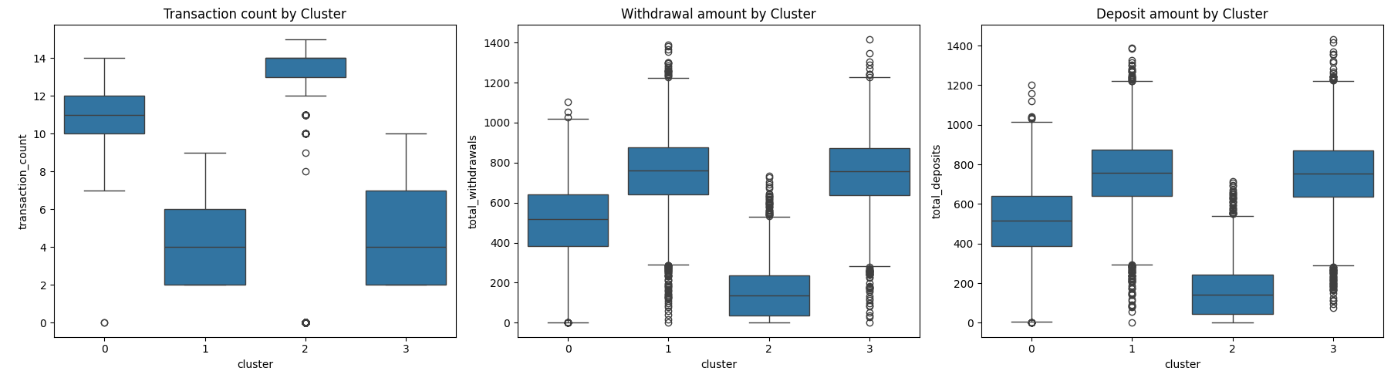 Transaction count by Cluster
transaction_count
14
12
10
8
6
4
2
0
0 1 2 3
cluster
Withdrawal amount by Cluster
total_withdrawals
1400
1200
1000
800
600
400
200
0
0 1 2 3
cluster
Deposit amount by Cluster
total_deposits
1400
1200
1000
800
600
400
200
0
0 1 2 3
cluster